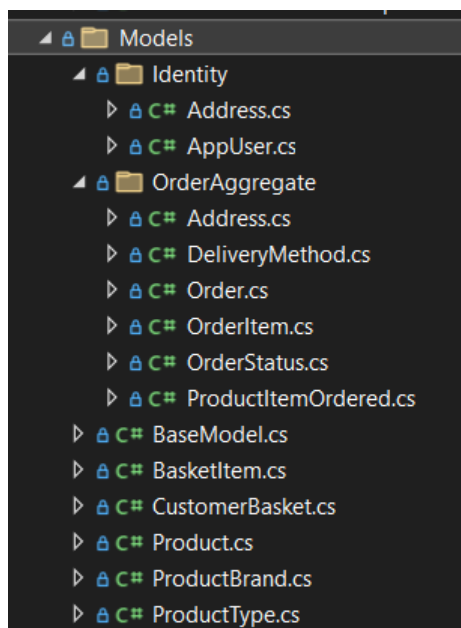 Models
Identity
C# Address.cs
C# AppUser.cs
OrderAggregate
C# Address.cs
C# DeliveryMethod.cs
C# Order.cs
C# OrderItem.cs
C# OrderStatus.cs
C# ProductItemOrdered.cs
C# BaseModel.cs
C# BasketItem.cs
C# CustomerBasket.cs
C# Product.cs
C# ProductBrand.cs
C# ProductType.cs